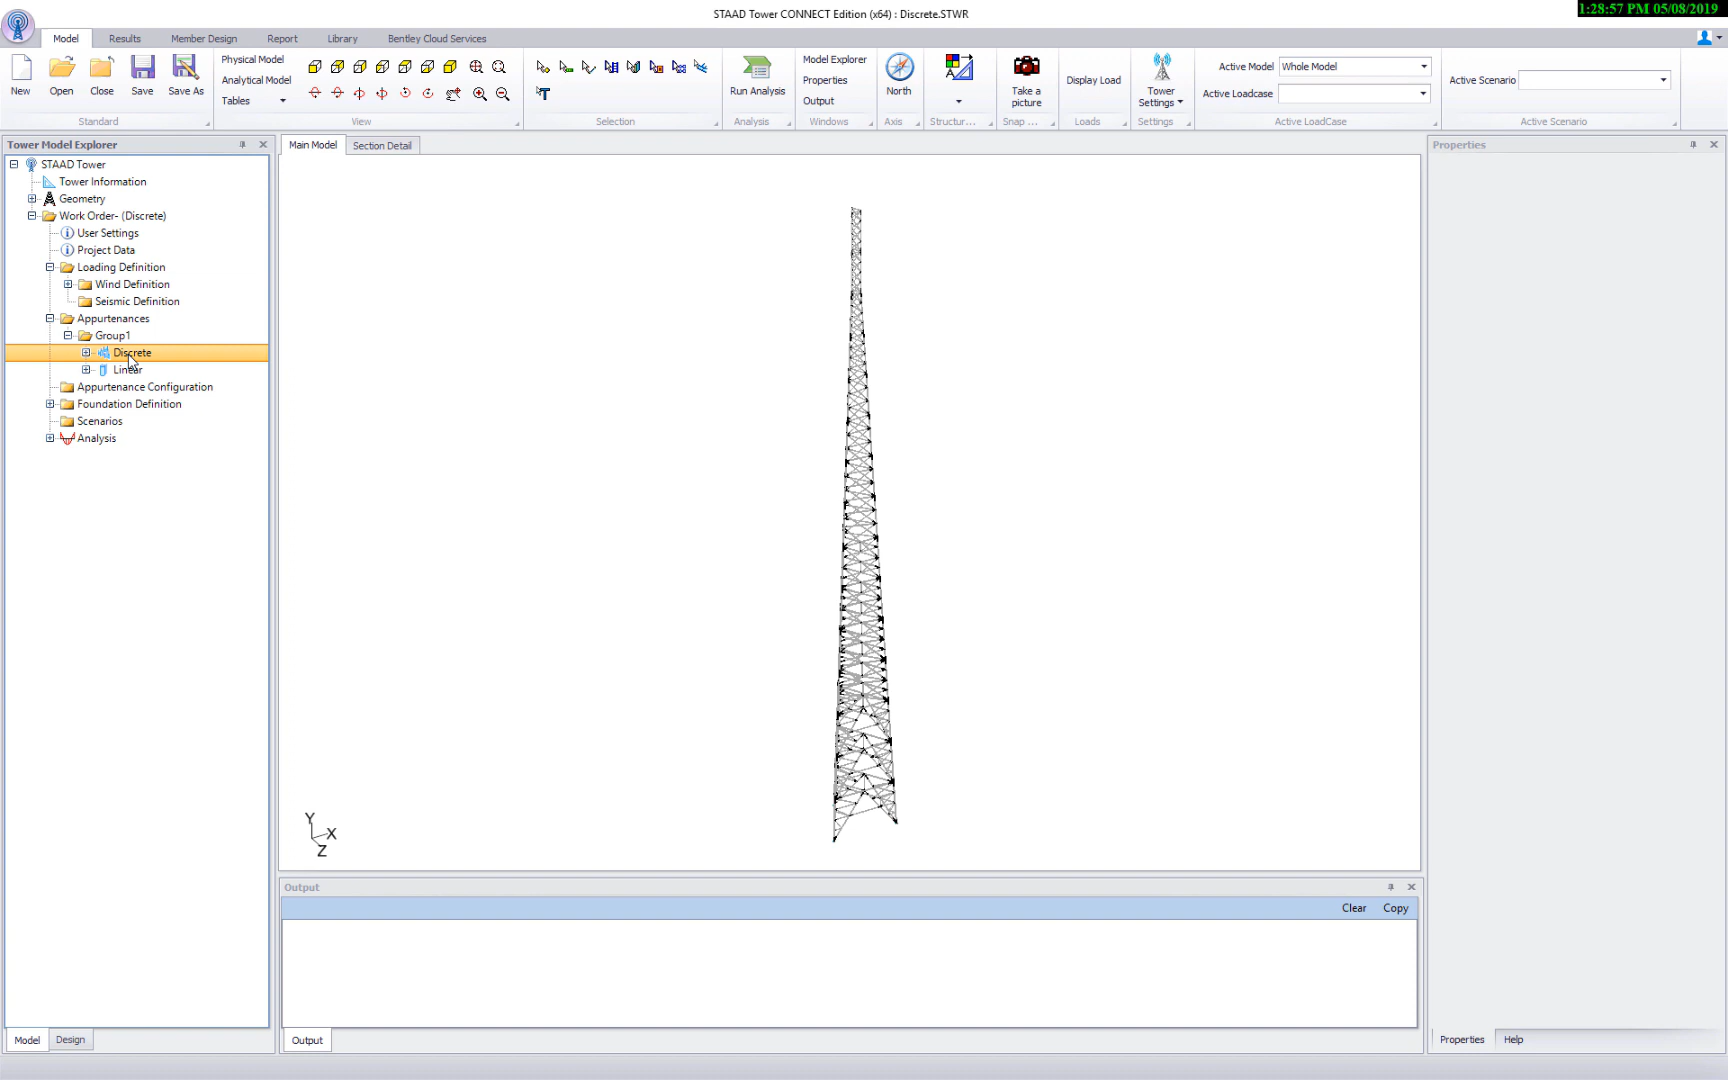 STAAD Tower CONNECT Edition (x64) : Discrete.STWR
1:28:57 PM 05/08/2019
Model
Results
Member Design
Report
Library
Bentley Cloud Services
New
Open
Close
Save
Save As
Standard
Physical Model
Analytical Model
Tables
View
Selection
Run Analysis
Analysis
Model Explorer
Properties
Output
Windows
North
Axis
Structur...
Take a
picture
Snap ...
Display Load
Loads
Tower
Settings
Settings
Active Model
Whole Model
Active Loadcase
Active LoadCase
Active Scenario
Active Scenario
Tower Model Explorer
STAAD Tower
Tower Information
Geometry
Work Order- (Discrete)
User Settings
Project Data
Loading Definition
Wind Definition
Seismic Definition
Appurtenances
Group1
Discrete
Linear
Appurtenance Configuration
Foundation Definition
Scenarios
Analysis
Model
Design
Main Model
Section Detail
Y
X
Z
Output
Clear
Copy
Output
Properties
Properties
Help